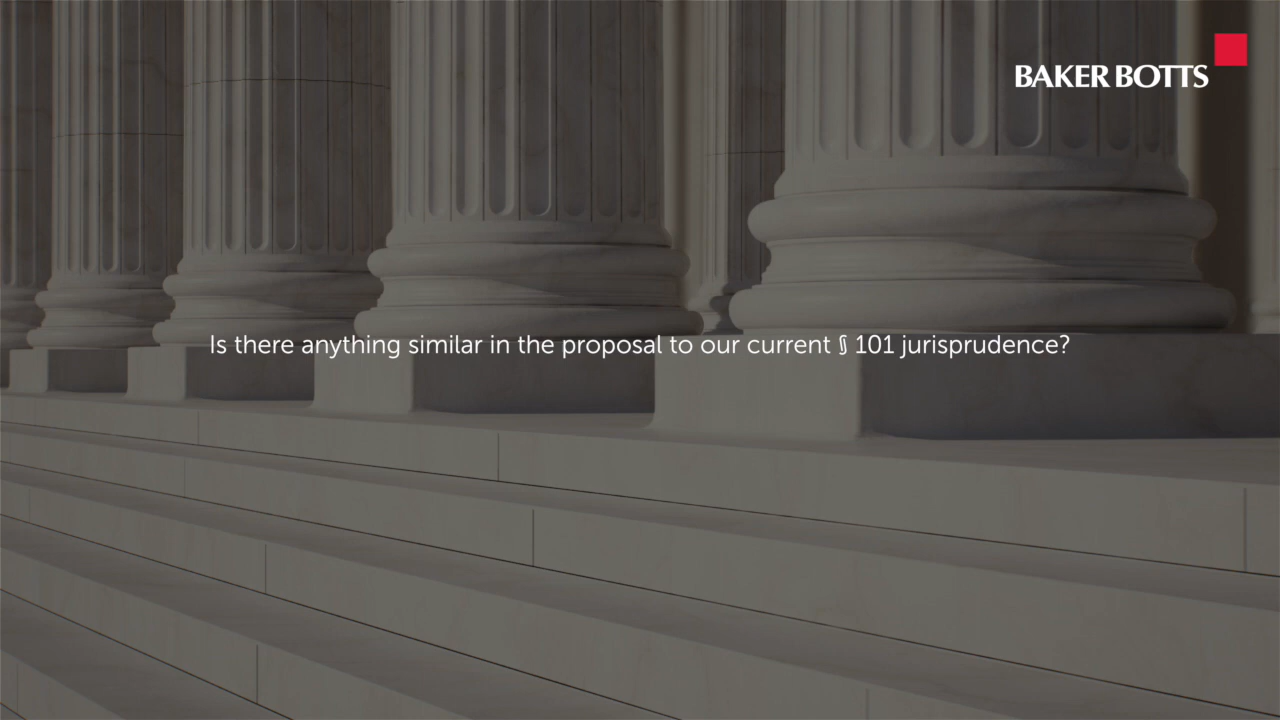 BAKER BOTTS
Is there anything similar in the proposal to our current § 101 jurisprudence?